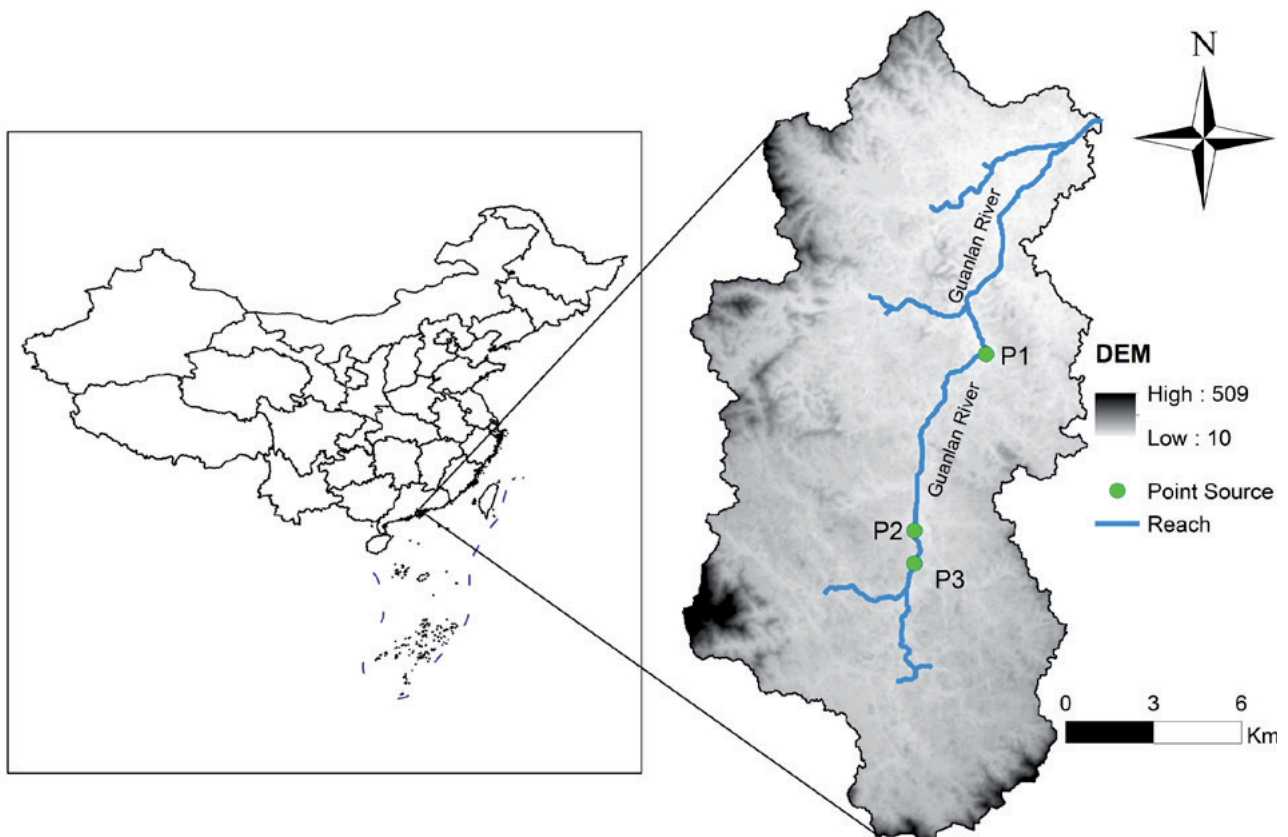 N
Guanlan River
P1
DEM
High : 509
Low : 10
Guanlan River
Point Source
Reach
P2
P3
0 3 6
Km